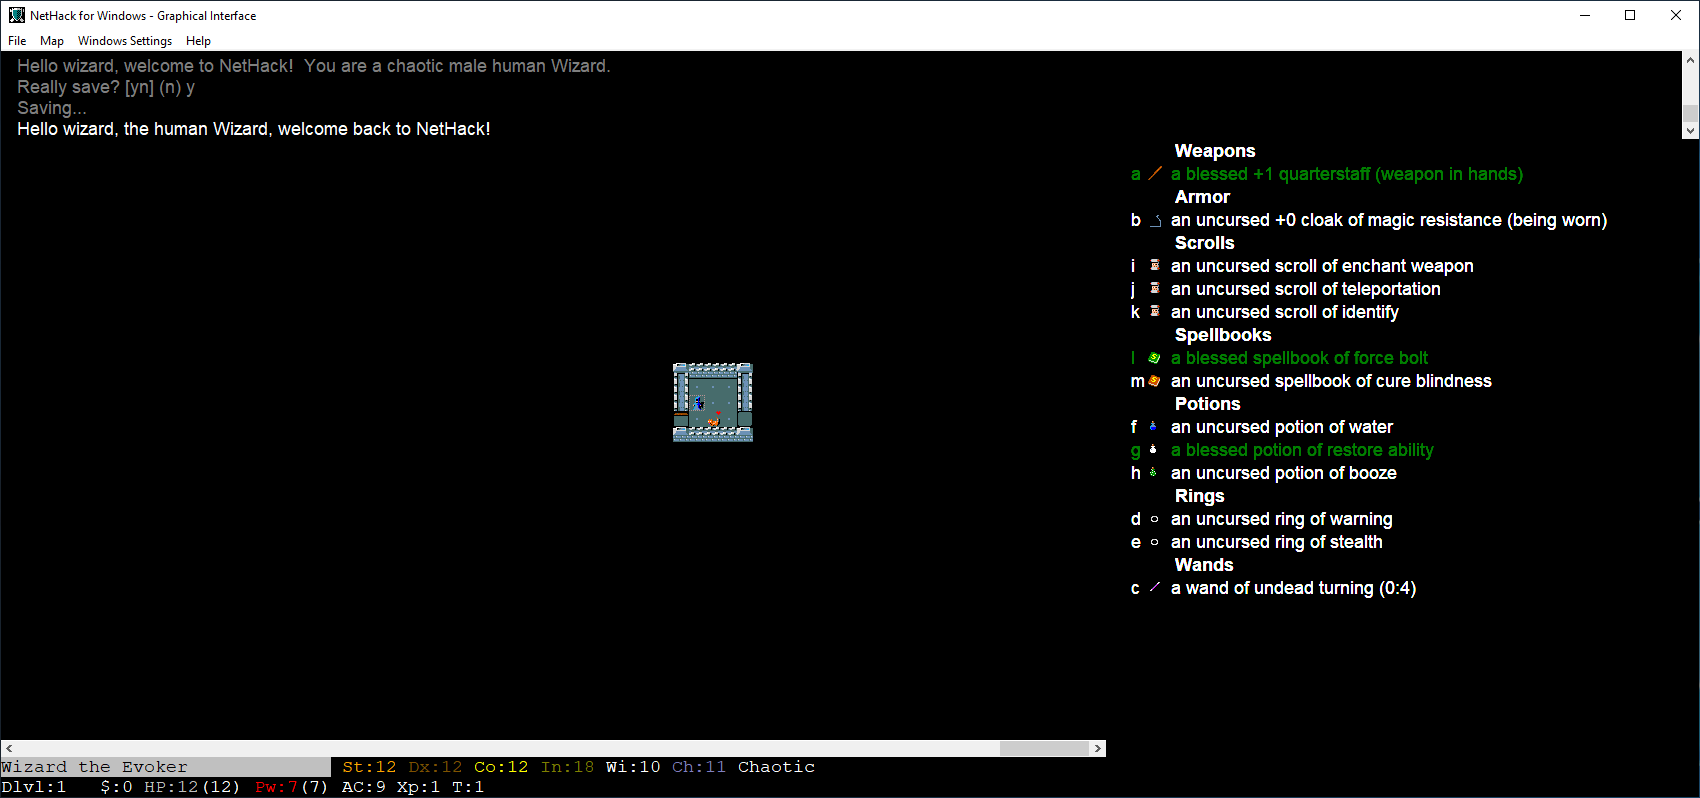 NetHack for Windows - Graphical Interface
File Map Windows Settings Help
Hello wizard, welcome to NetHack!  You are a chaotic male human Wizard.
Really save? [yn] (n) y
Saving...
Hello wizard, the human Wizard, welcome back to NetHack!
Weapons
a a blessed +1 quarterstaff (weapon in hands)
Armor
b an uncursed +0 cloak of magic resistance (being worn)
Scrolls
i an uncursed scroll of enchant weapon
j an uncursed scroll of teleportation
k an uncursed scroll of identify
Spellbooks
l a blessed spellbook of force bolt
m an uncursed spellbook of cure blindness
Potions
f an uncursed potion of water
g a blessed potion of restore ability
h an uncursed potion of booze
Rings
d an uncursed ring of warning
e an uncursed ring of stealth
Wands
c a wand of undead turning (0:4)
Wizard the Evoker St:12 Dx:12 Co:12 In:18 Wi:10 Ch:11 Chaotic
Dlvl:1 $:0 HP:12(12) Pw:7(7) AC:9 Xp:1 T:1